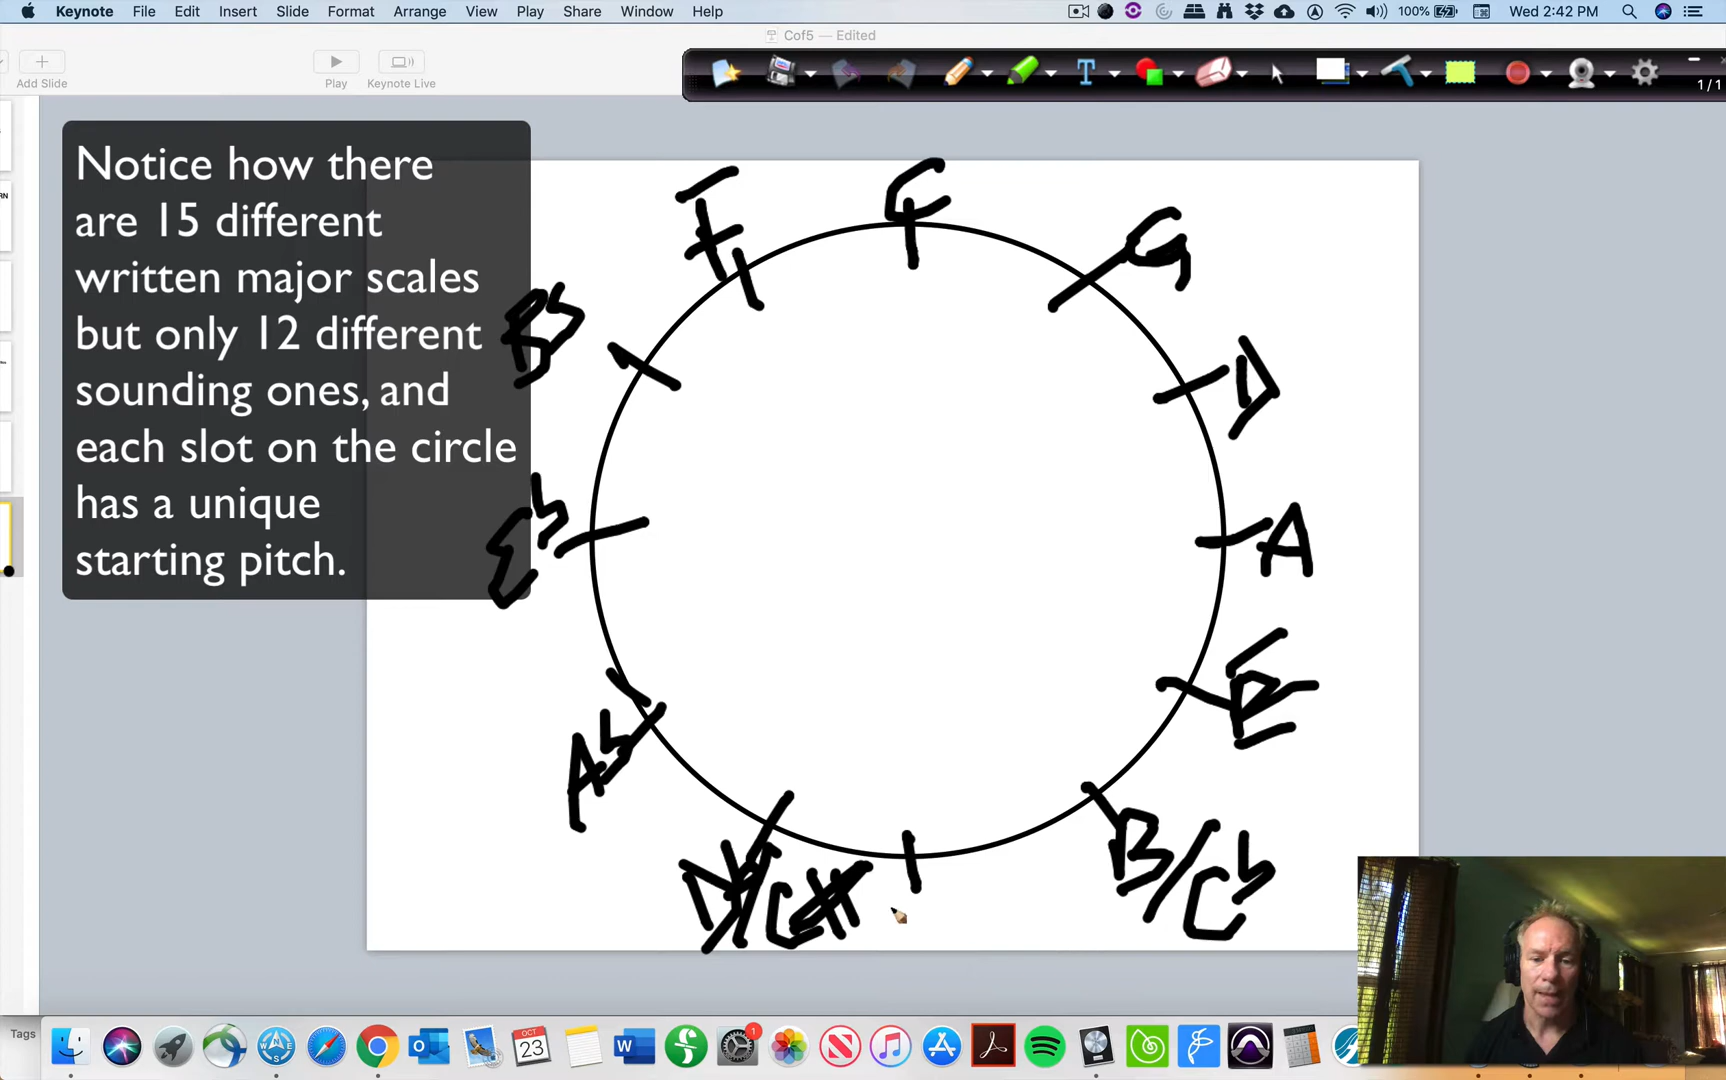 Keynote File Edit Insert Slide Format Arrange View Play Share Window Help 100% Wed 2:42 PM
Cof5 — Edited
Add Slide Play Keynote Live
1/1
Notice how there
are 15 different
written major scales
but only 12 different
sounding ones, and
each slot on the circle
has a unique
starting pitch.
C
F
G
B♭
D
E♭
A
E
A♭
B/C♭
D♭/C#
Tags
OCT
23